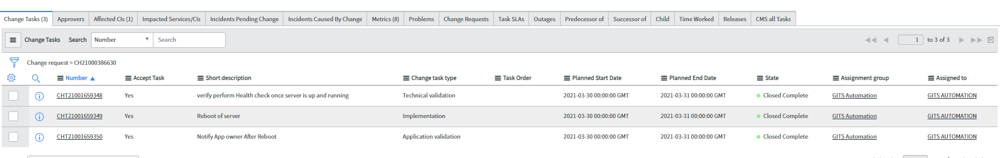 Change Tasks (3) Approvers Affected CIs (1) Impacted Services/CIs Incidents Pending Change Incidents Caused By Change Metrics (8) Problems Change Requests Task SLAs Outages Predecessor of Successor of Child Time Worked Releases CMS all Tasks
Change Tasks Search Number Search 1 to 3 of 3
Change request = CH21000386630
Number Accept Task Short description Change task type Task Order Planned Start Date Planned End Date State Assignment group Assigned to
CHT21001659348 Yes verify perform Health check once server is up and running Technical validation 2021-03-30 00:00:00 GMT 2021-03-31 00:00:00 GMT Closed Complete GITS Automation GITS AUTOMATION
CHT21001659349 Yes Reboot of server Implementation 2021-03-30 00:00:00 GMT 2021-03-31 00:00:00 GMT Closed Complete GITS Automation GITS AUTOMATION
CHT21001659350 Yes Notify App owner After Reboot Application validation 2021-03-30 00:00:00 GMT 2021-03-31 00:00:00 GMT Closed Complete GITS Automation GITS AUTOMATION